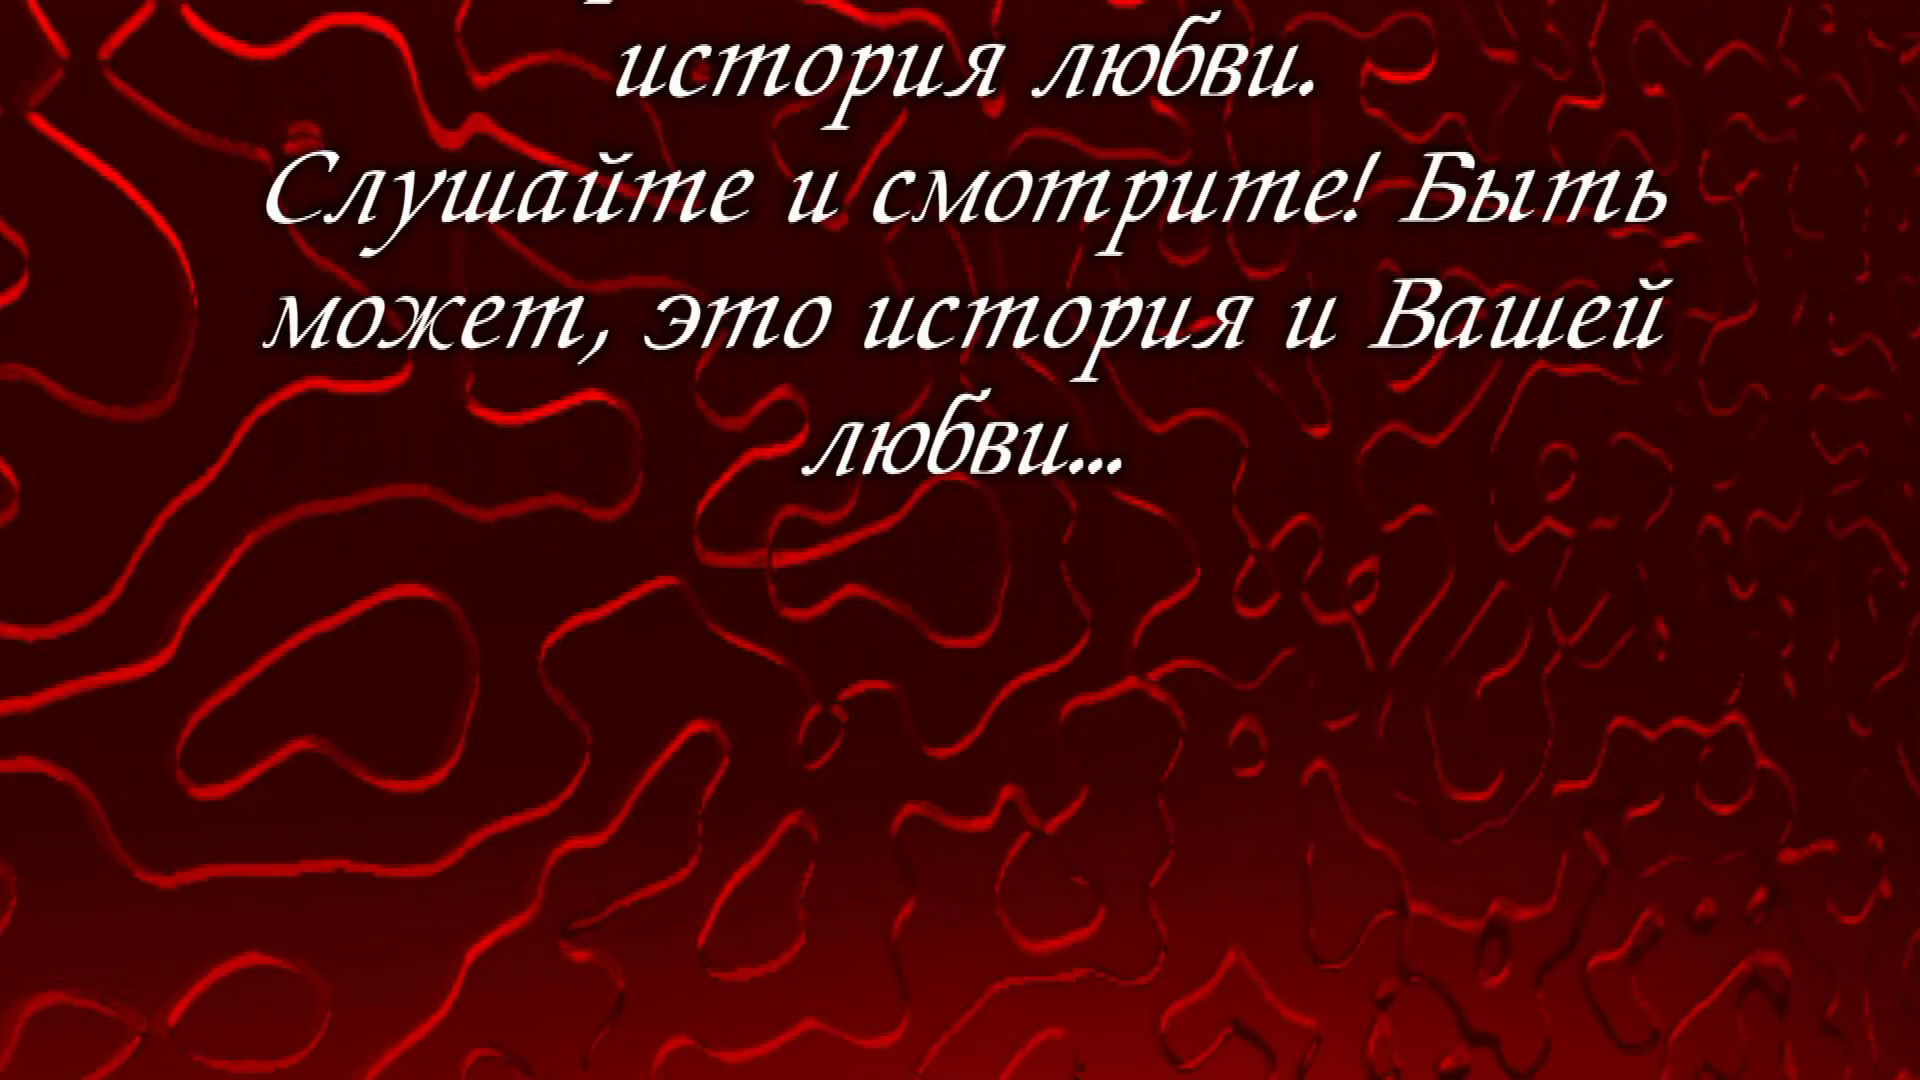 история любви.
Слушайте и смотрите! Быть
может, это история и Вашей
любви...